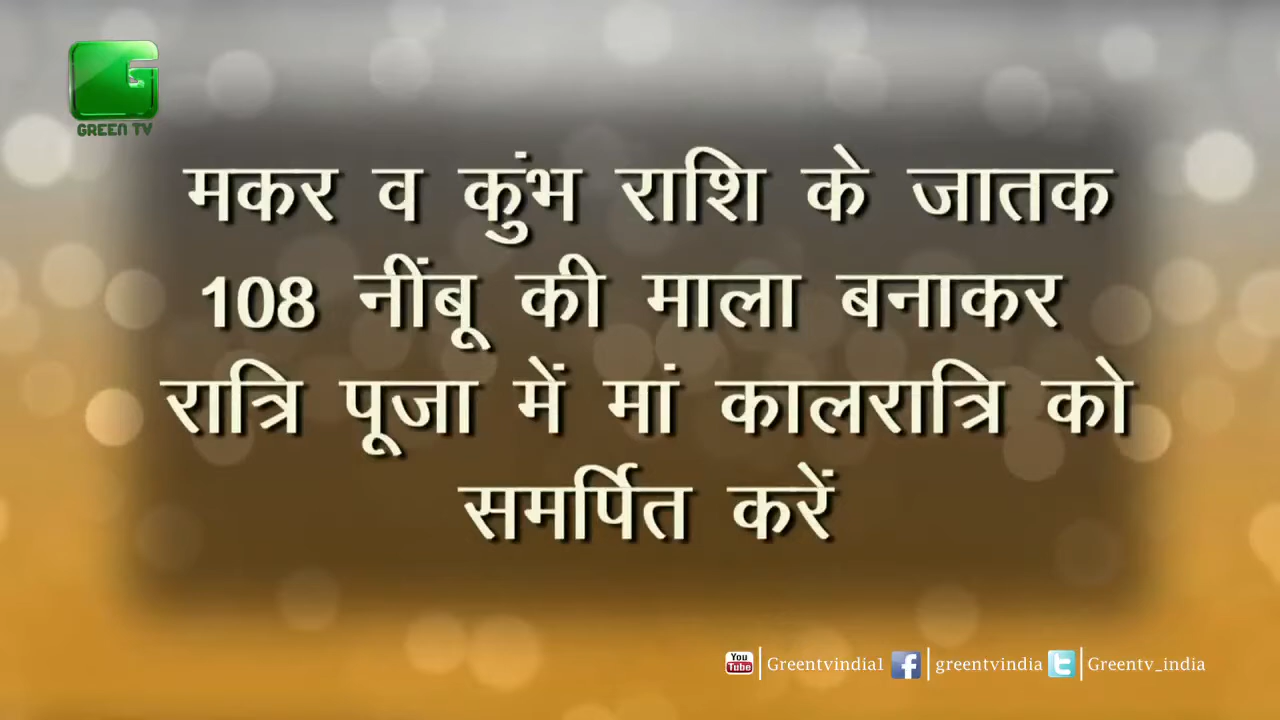 GREEN TV
मकर व कुंभ राशि के जातक
108 नींबू की माला बनाकर
रात्रि पूजा में मां कालरात्रि को
समर्पित करें
You Tube | Greentvindia1 f | greentvindia t | Greentv_india